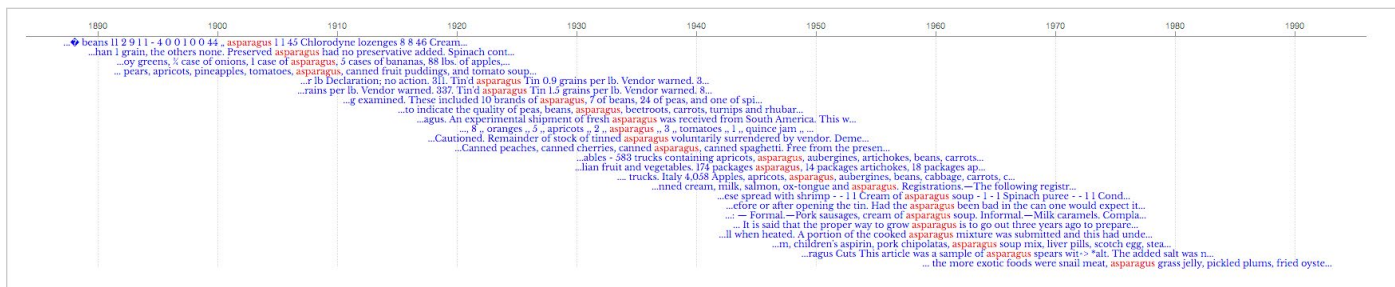 1890 1900 1910 1920 1930 1940 1950 1960 1970 1980 1990
...� beans 11 2 9 1 1 - 4 0 0 1 0 0 44 ,, asparagus 1 1 45 Chlorodyne lozenges 8 8 46 Cream...
...han 1 grain, the others none. Preserved asparagus had no preservative added. Spinach cont...
...oy greens, ¾ case of onions, 1 case of asparagus, 5 cases of bananas, 88 lbs. of apples,...
... pears, apricots, pineapples, tomatoes, asparagus, canned fruit puddings, and tomato soup...
...r lb Declaration; no action. 311. Tin'd asparagus Tin 0.9 grains per lb. Vendor warned. 3...
...rains per lb. Vendor warned. 337. Tin'd asparagus Tin 1.5 grains per lb. Vendor warned. 8...
...g examined. These included 10 brands of asparagus, 7 of beans, 24 of peas, and one of spi...
...to indicate the quality of peas, beans, asparagus, beetroots, carrots, turnips and rhubar...
...agus. An experimental shipment of fresh asparagus was received from South America. This w...
..., 8 ,, oranges ,, 5 ,, apricots ,, 2 ,, asparagus ,, 3 ,, tomatoes ,, 1 ,, quince jam ,, ...
...Cautioned. Remainder of stock of tinned asparagus voluntarily surrendered by vendor. Deme...
...Canned peaches, canned cherries, canned asparagus, canned spaghetti. Free from the presen...
...ables - 583 trucks containing apricots, asparagus, aubergines, artichokes, beans, carrots...
...lian fruit and vegetables. 174 packages asparagus, 14 packages artichokes, 18 packages ap...
.... trucks. Italy 4,058 Apples, apricots, asparagus, aubergines, beans, cabbage, carrots, c...
...nned cream, milk, salmon, ox-tongue and asparagus. Registrations.—The following registr...
...ese spread with shrimp - - 1 1 Cream of asparagus soup - 1 - 1 Spinach puree - - 1 1 Cond...
...efore or after opening the tin. Had the asparagus been bad in the can one would expect it...
...: — Formal.—Pork sausages, cream of asparagus soup. Informal.—Milk caramels. Compla...
... It is said that the proper way to grow asparagus is to go out three years ago to prepare...
...ll when heated. A portion of the cooked asparagus mixture was submitted and this had unde...
...m, children's aspirin, pork chipolatas, asparagus soup mix, liver pills, scotch egg, stea...
...ragus Cuts This article was a sample of asparagus spears wit-> *alt. The added salt was n...
... the more exotic foods were snail meat, asparagus grass jelly, pickled plums, fried oyste...